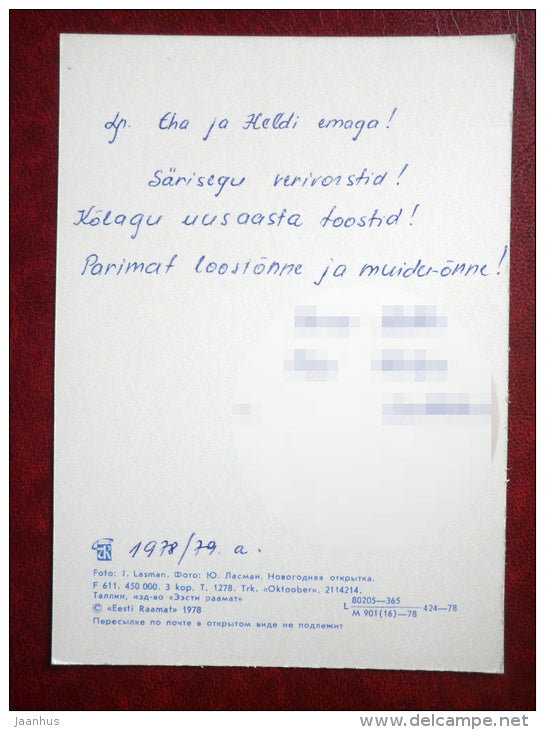 Lp. Eha ja Heldi emaga!
Särisegu verivorstid!
Kõlagu uusaasta toostid!
Parimat loosiõnne ja muidu-õnne!
1978/79. a.
Foto: J. Lasman. Фото: Ю. Ласман. Новогодняя открытка.
F 611. 450 000. 3 kop. T. 1278. Trk. «Oktoober». 2114214.
Таллин, изд-во «Ээсти раамат»
© «Eesti Raamat» 1978
L 80205—365 / M 901(16)—78 424—78
Пересылке по почте в открытом виде не подлежит
jaanhus
www.delcampe.net